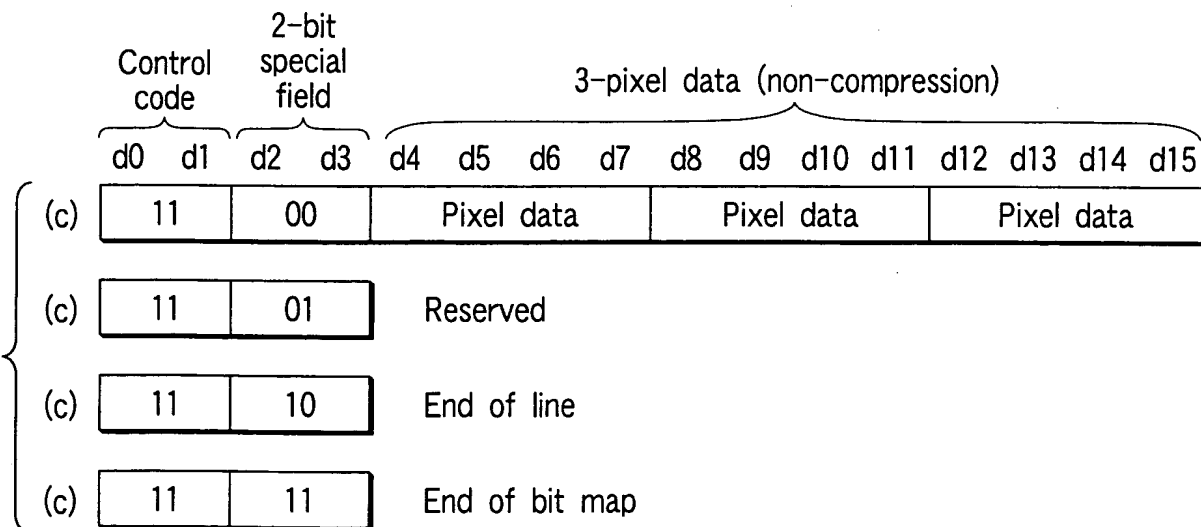 2-bit
special
field
Control
code
3-pixel data (non-compression)
d0 d1 d2 d3 d4 d5 d6 d7 d8 d9 d10 d11 d12 d13 d14 d15
(c) 11 00 Pixel data Pixel data Pixel data
(c) 11 01 Reserved
(c) 11 10 End of line
(c) 11 11 End of bit map